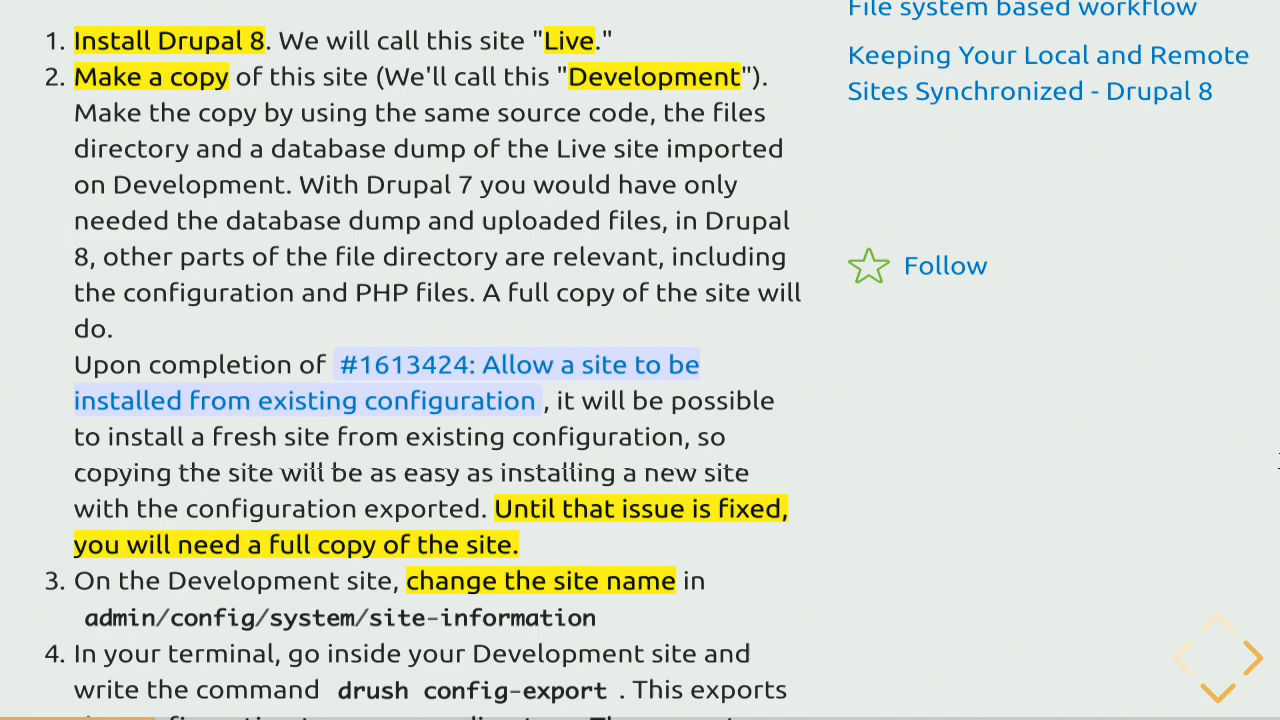 1. Install Drupal 8. We will call this site "Live."
2. Make a copy of this site (We'll call this "Development").
Make the copy by using the same source code, the files
directory and a database dump of the Live site imported
on Development. With Drupal 7 you would have only
needed the database dump and uploaded files, in Drupal
8, other parts of the file directory are relevant, including
the configuration and PHP files. A full copy of the site will
do.
Upon completion of #1613424: Allow a site to be
installed from existing configuration , it will be possible
to install a fresh site from existing configuration, so
copying the site will be as easy as installing a new site
with the configuration exported. Until that issue is fixed,
you will need a full copy of the site.
3. On the Development site, change the site name in
admin/config/system/site-information
4. In your terminal, go inside your Development site and
write the command drush config-export . This exports
File system based workflow
Keeping Your Local and Remote
Sites Synchronized - Drupal 8
Follow